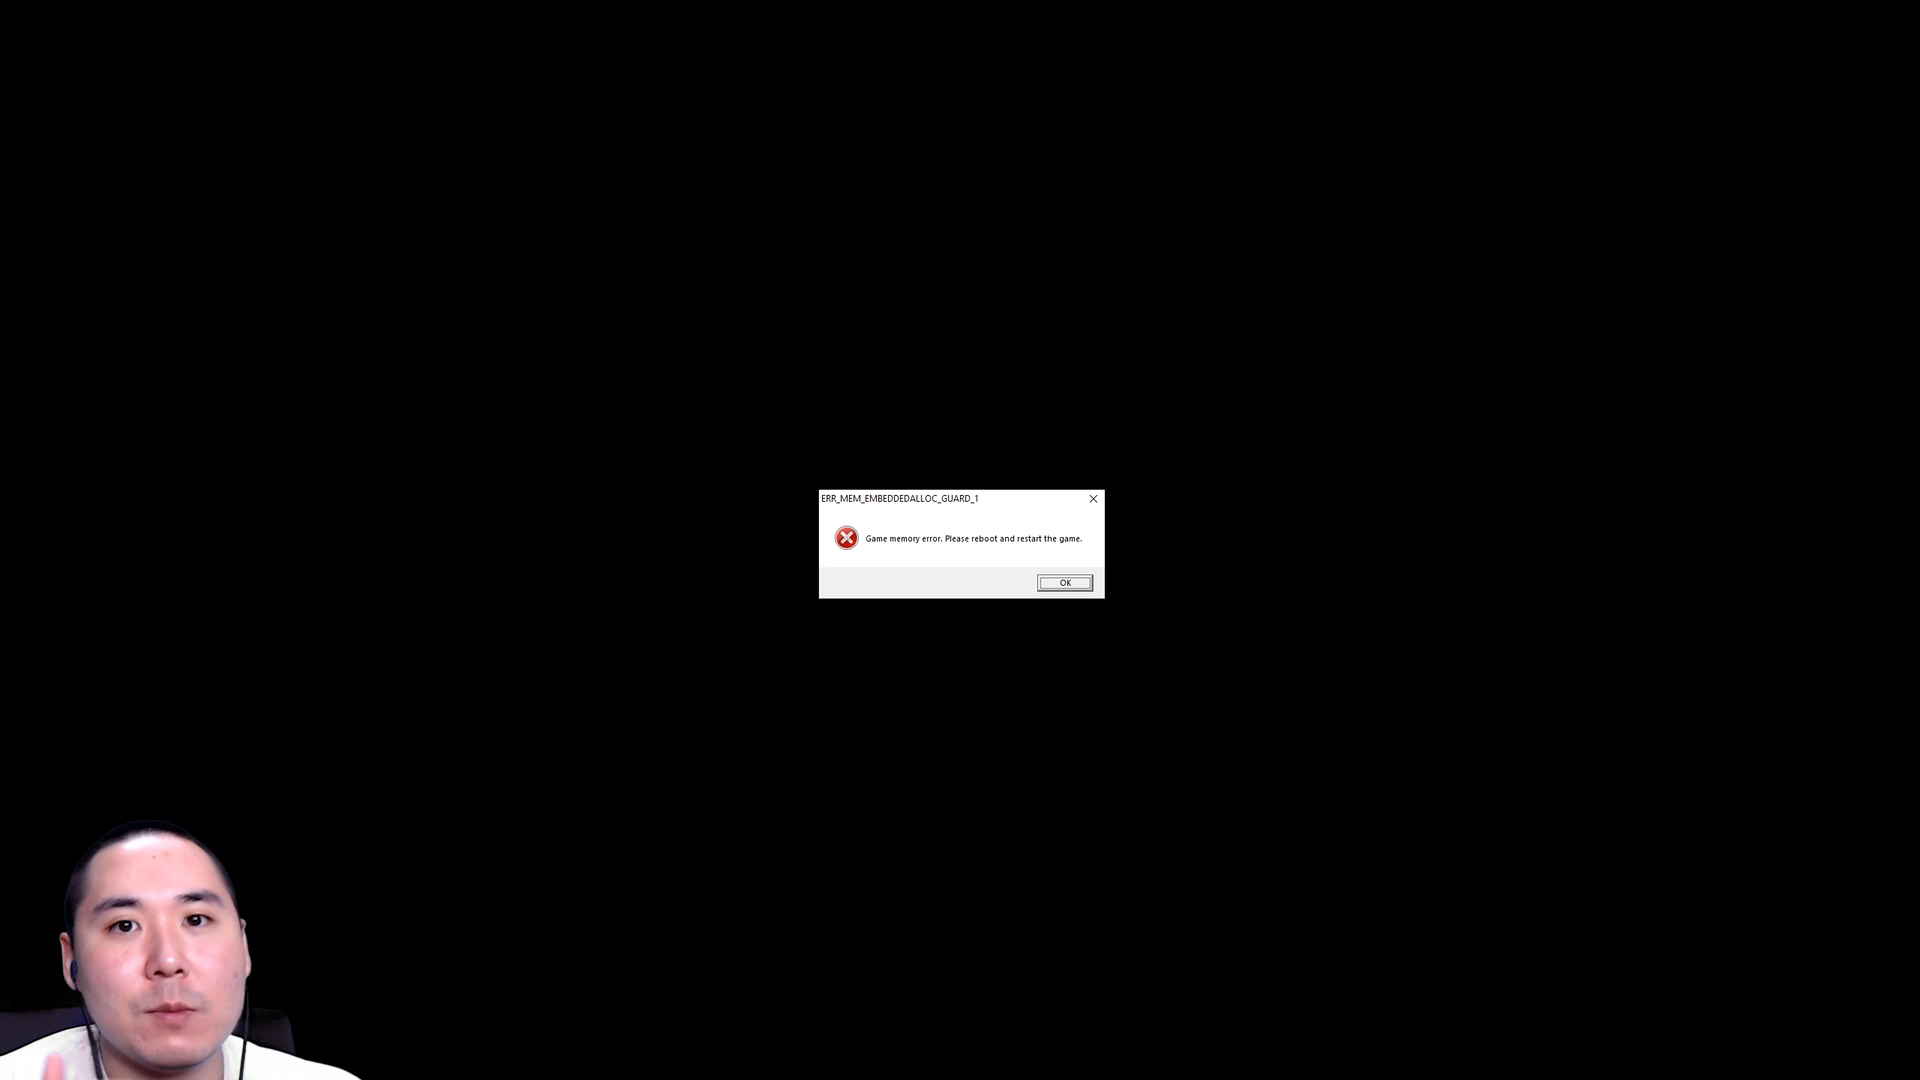 ERR_MEM_EMBEDDEDALLOC_GUARD_1
Game memory error. Please reboot and restart the game.
OK